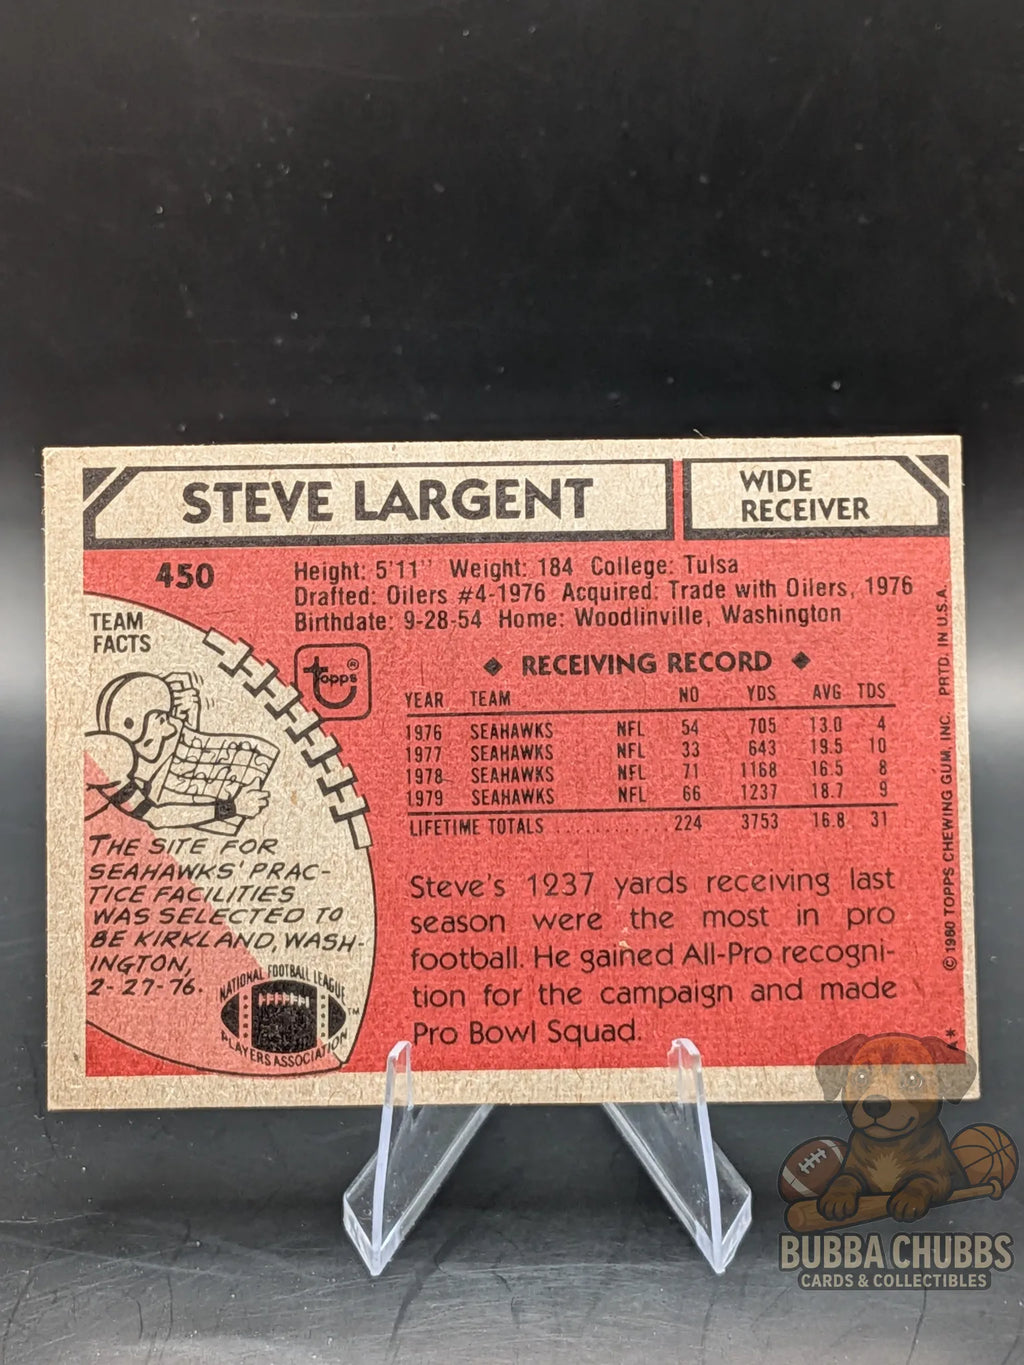 STEVE LARGENT
WIDE
RECEIVER
450
Height: 5'11" Weight: 184 College: Tulsa
Drafted: Oilers #4-1976 Acquired: Trade with Oilers, 1976
Birthdate: 9-28-54 Home: Woodlinville, Washington
TEAM
FACTS
topps®
RECEIVING RECORD
YEAR TEAM NO YDS AVG TDS
1976 SEAHAWKS NFL 54 705 13.0 4
1977 SEAHAWKS NFL 33 643 19.5 10
1978 SEAHAWKS NFL 71 1168 16.5 8
1979 SEAHAWKS NFL 66 1237 18.7 9
LIFETIME TOTALS ............ 224 3753 16.8 31
THE SITE FOR
SEAHAWKS' PRAC-
TICE FACILITIES
WAS SELECTED TO
BE KIRKLAND, WASH-
INGTON,
2-27-76.
NATIONAL FOOTBALL LEAGUE
PLAYERS ASSOCIATION™
Steve's 1237 yards receiving last
season were the most in pro
football. He gained All-Pro recogni-
tion for the campaign and made
Pro Bowl Squad.
©1980 TOPPS CHEWING GUM, INC. PRTD. IN U.S.A.
A*
BUBBA CHUBBS
CARDS & COLLECTIBLES